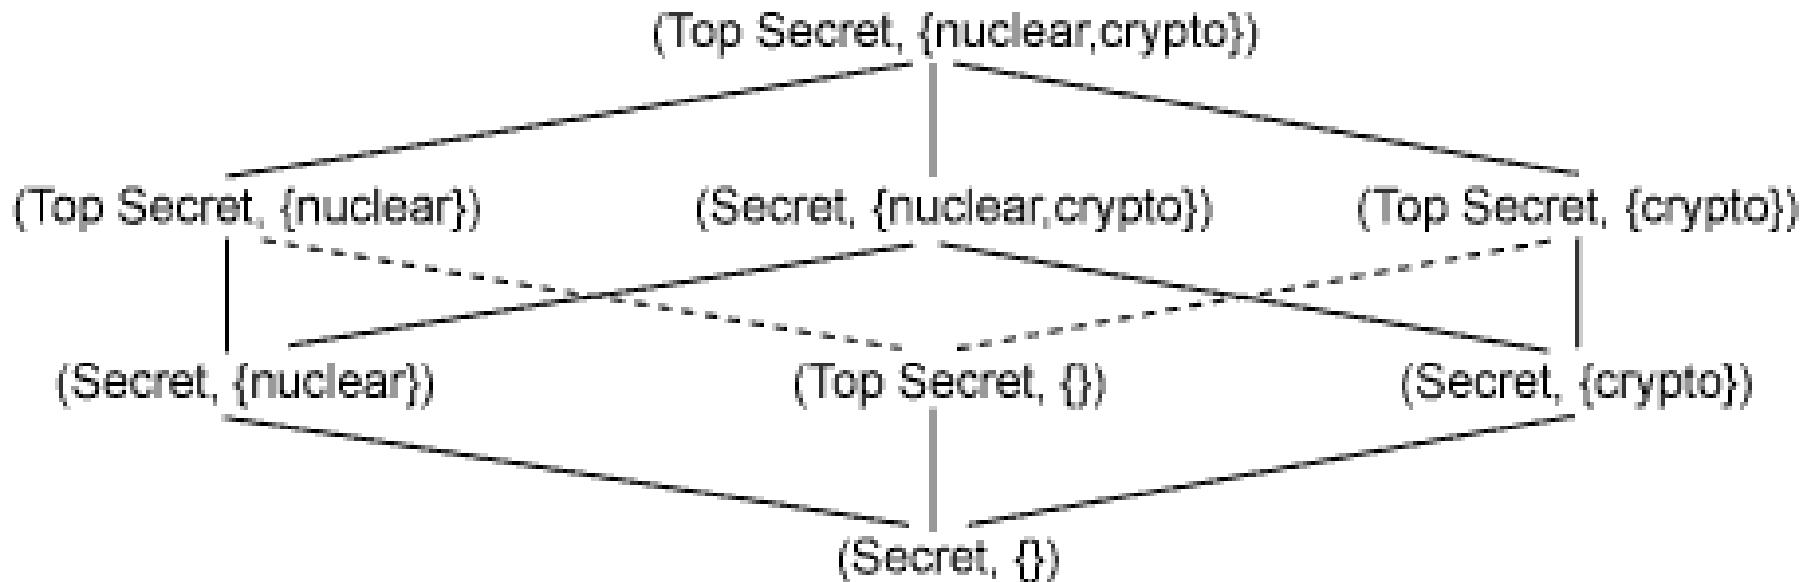 (Top Secret, {nuclear,crypto})
(Top Secret, {nuclear})
(Secret, {nuclear,crypto})
(Top Secret, {crypto})
(Secret, {nuclear})
(Top Secret, {})
(Secret, {crypto})
(Secret, {})